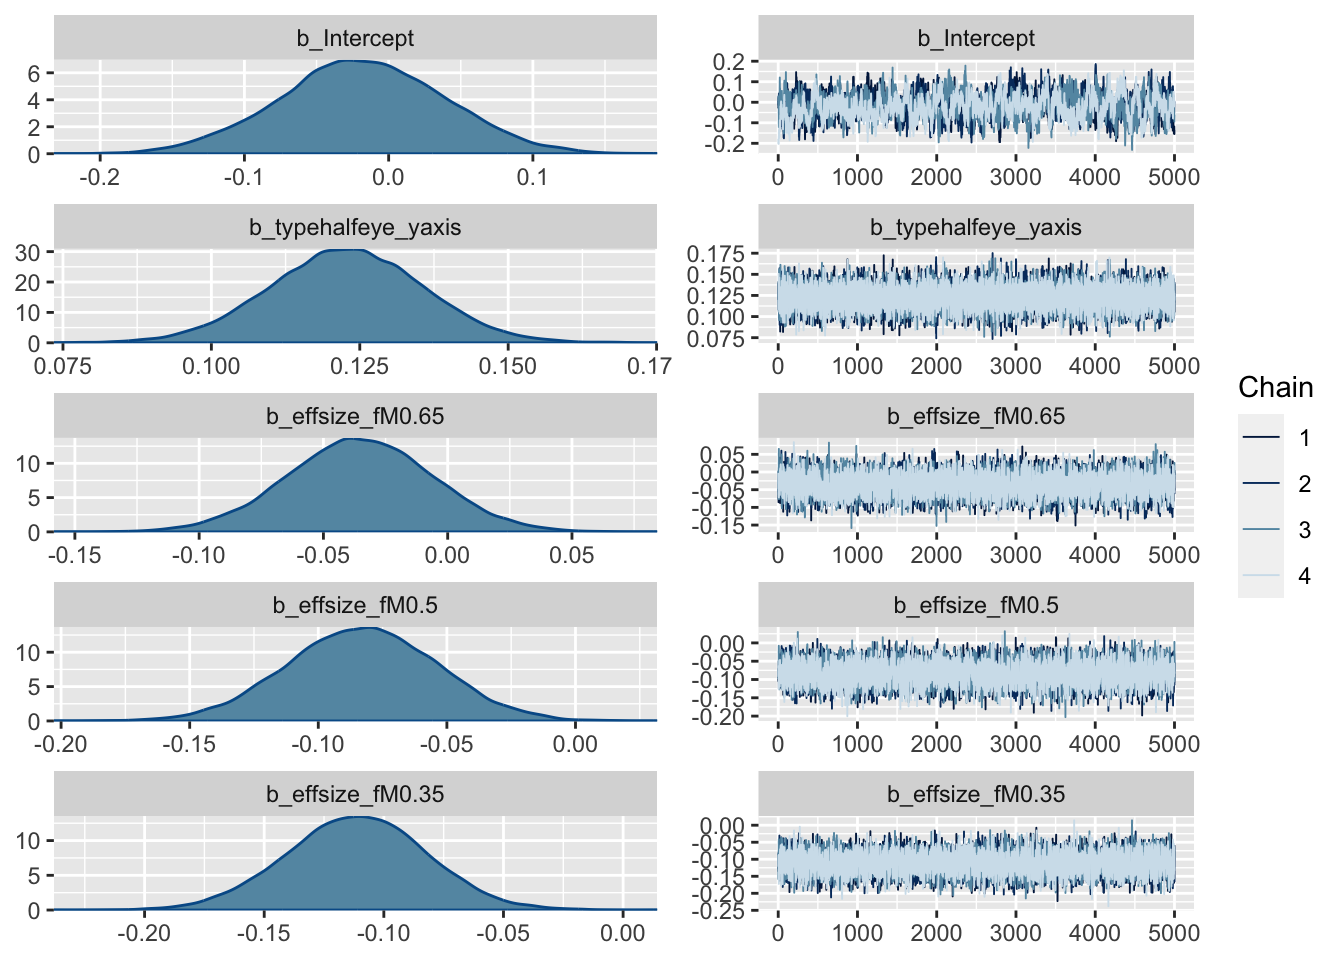 b_Intercept
6
4
2
0
-0.2 -0.1 0.0 0.1
b_Intercept
0.2
0.1
0.0
-0.1
-0.2
0 1000 2000 3000 4000 5000
b_typehalfeye_yaxis
30
20
10
0
0.075 0.100 0.125 0.150 0.17
b_typehalfeye_yaxis
0.175
0.150
0.125
0.100
0.075
0 1000 2000 3000 4000 5000
b_effsize_fM0.65
10
5
0
-0.15 -0.10 -0.05 0.00 0.05
b_effsize_fM0.65
0.05
0.00
-0.05
-0.10
-0.15
0 1000 2000 3000 4000 5000
b_effsize_fM0.5
10
5
0
-0.20 -0.15 -0.10 -0.05 0.00
b_effsize_fM0.5
0.00
-0.05
-0.10
-0.15
-0.20
0 1000 2000 3000 4000 5000
b_effsize_fM0.35
10
5
0
-0.20 -0.15 -0.10 -0.05 0.00
b_effsize_fM0.35
0.00
-0.05
-0.10
-0.15
-0.20
-0.25
0 1000 2000 3000 4000 5000
Chain
1
2
3
4